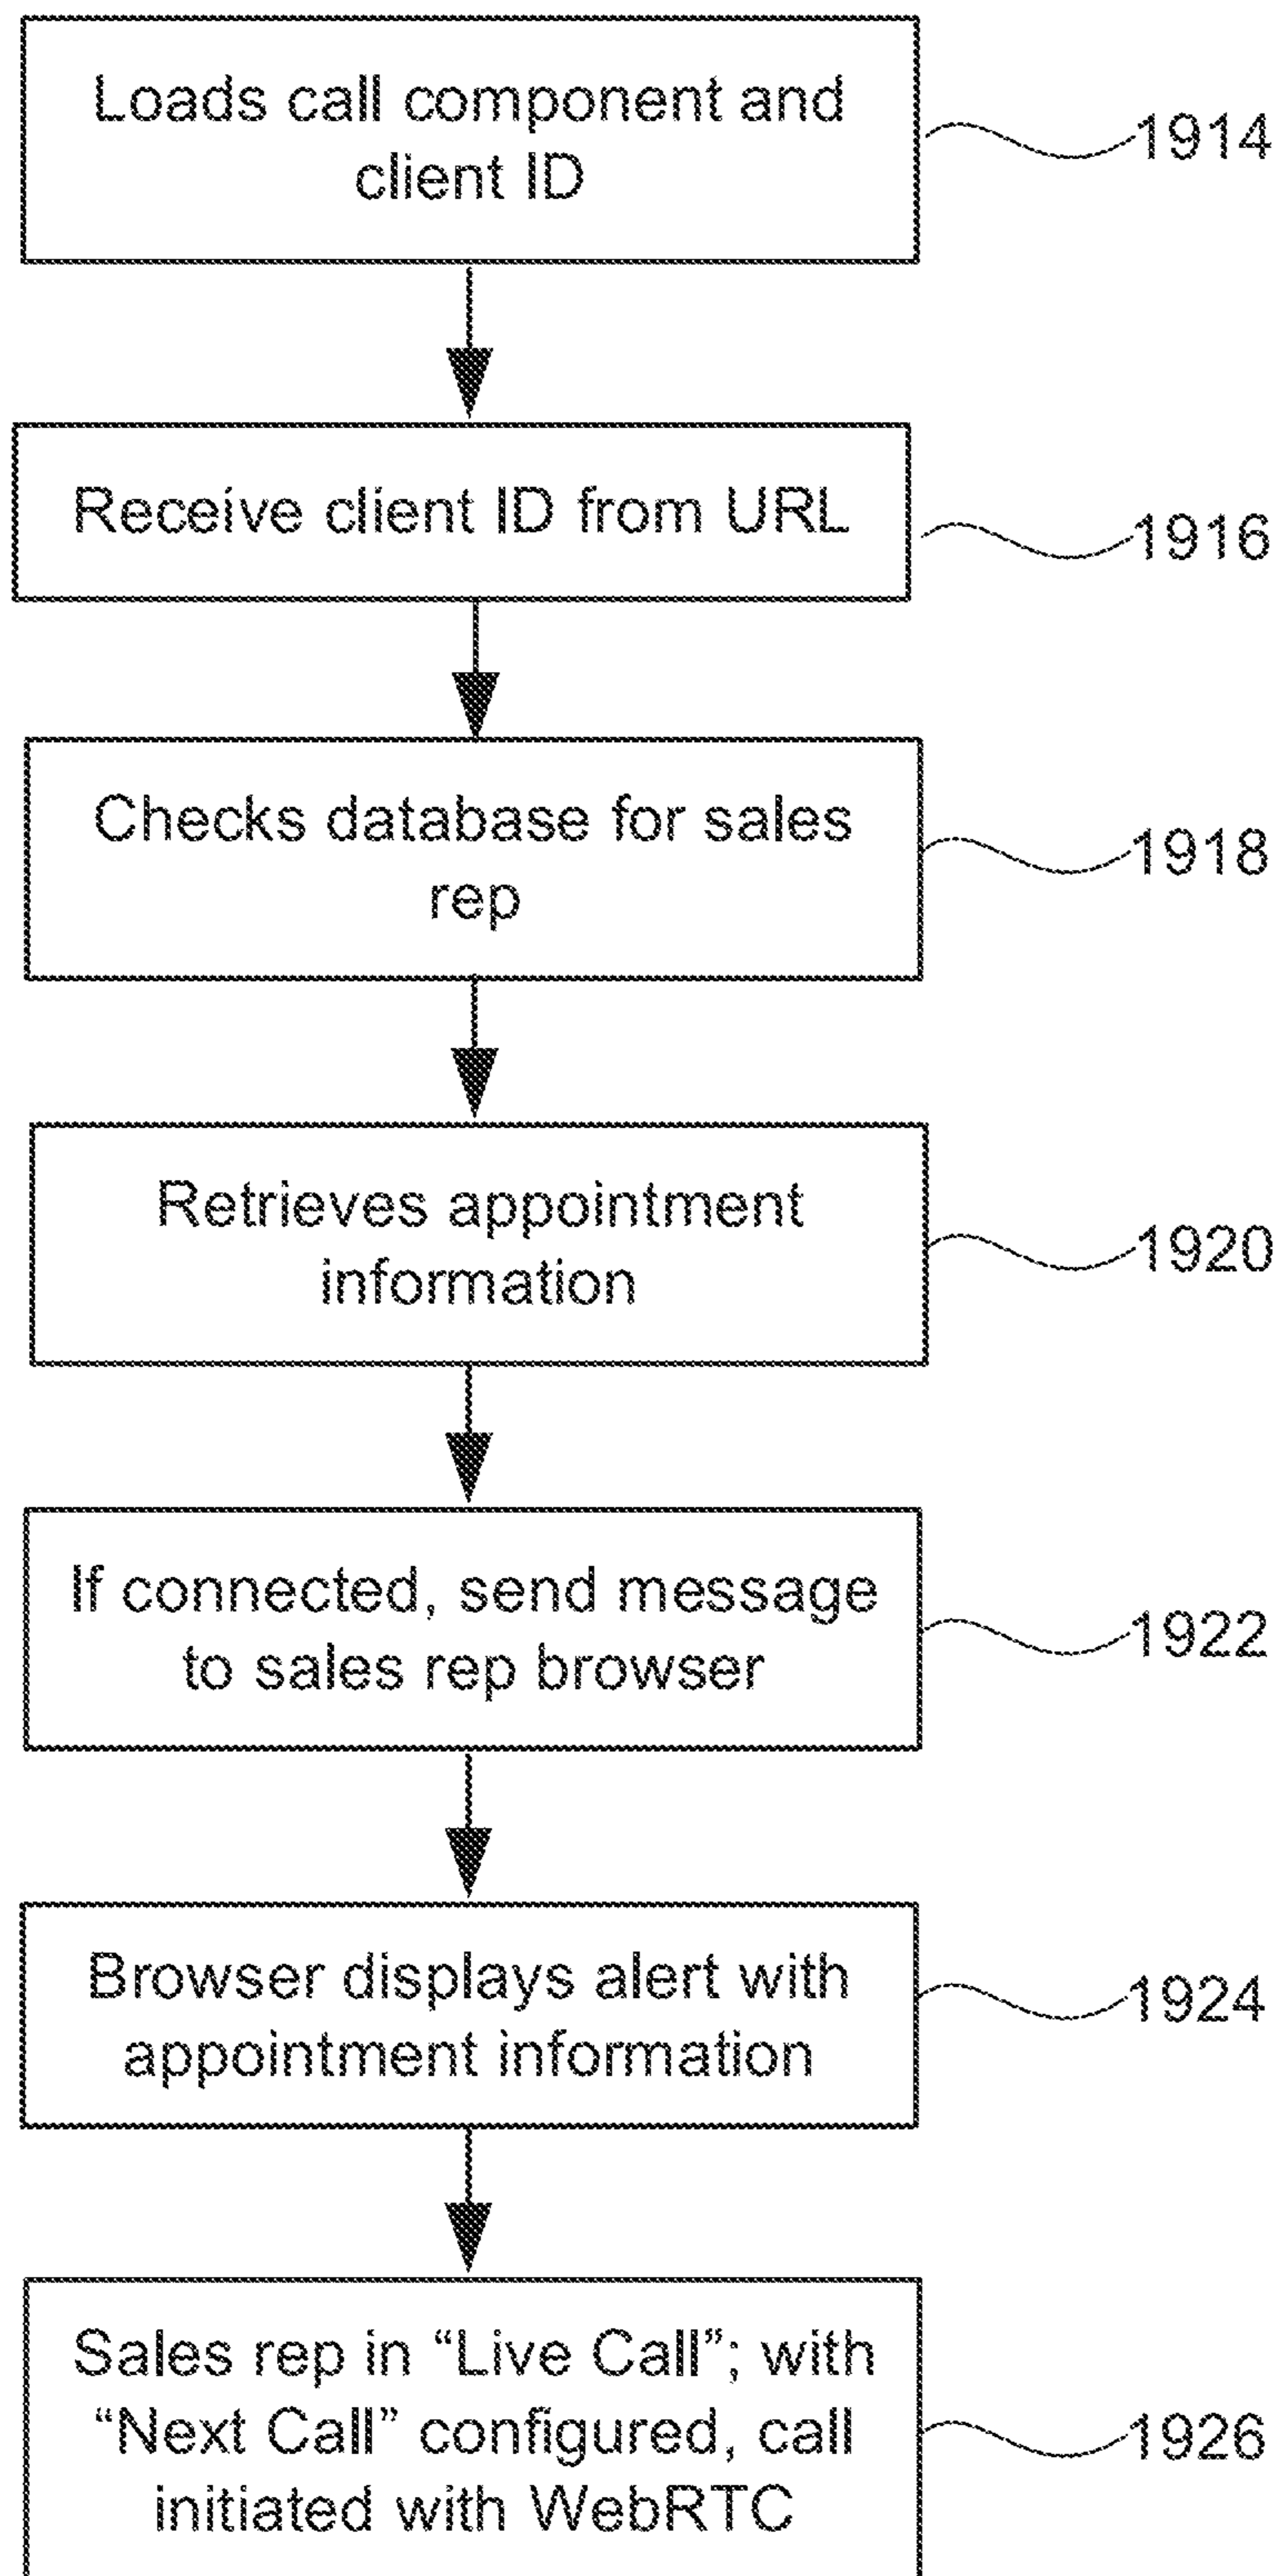 Loads call component and
client ID
1914
Receive client ID from URL
1916
Checks database for sales
rep
1918
Retrieves appointment
information
1920
If connected, send message
to sales rep browser
1922
Browser displays alert with
appointment information
1924
Sales rep in “Live Call”; with
“Next Call” configured, call
initiated with WebRTC
1926